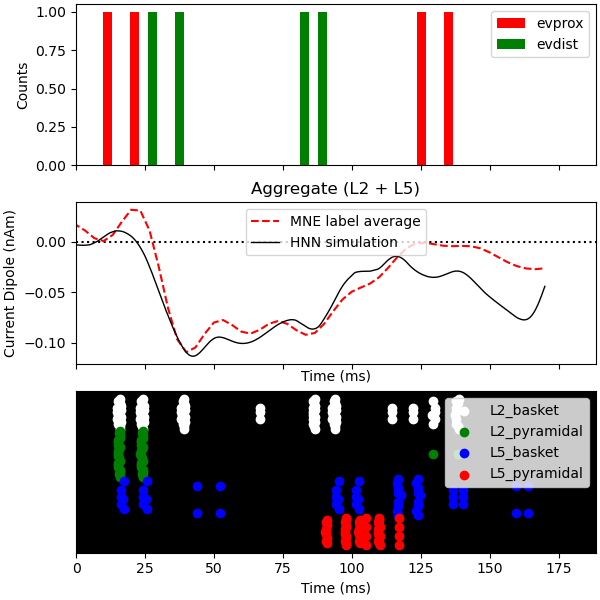 1.00
0.75
0.50
0.25
0.00
Counts
evprox
evdist
Aggregate (L2 + L5)
0.00
−0.05
−0.10
Current Dipole (nAm)
MNE label average
HNN simulation
Time (ms)
L2_basket
L2_pyramidal
L5_basket
L5_pyramidal
0 25 50 75 100 125 150 175
Time (ms)